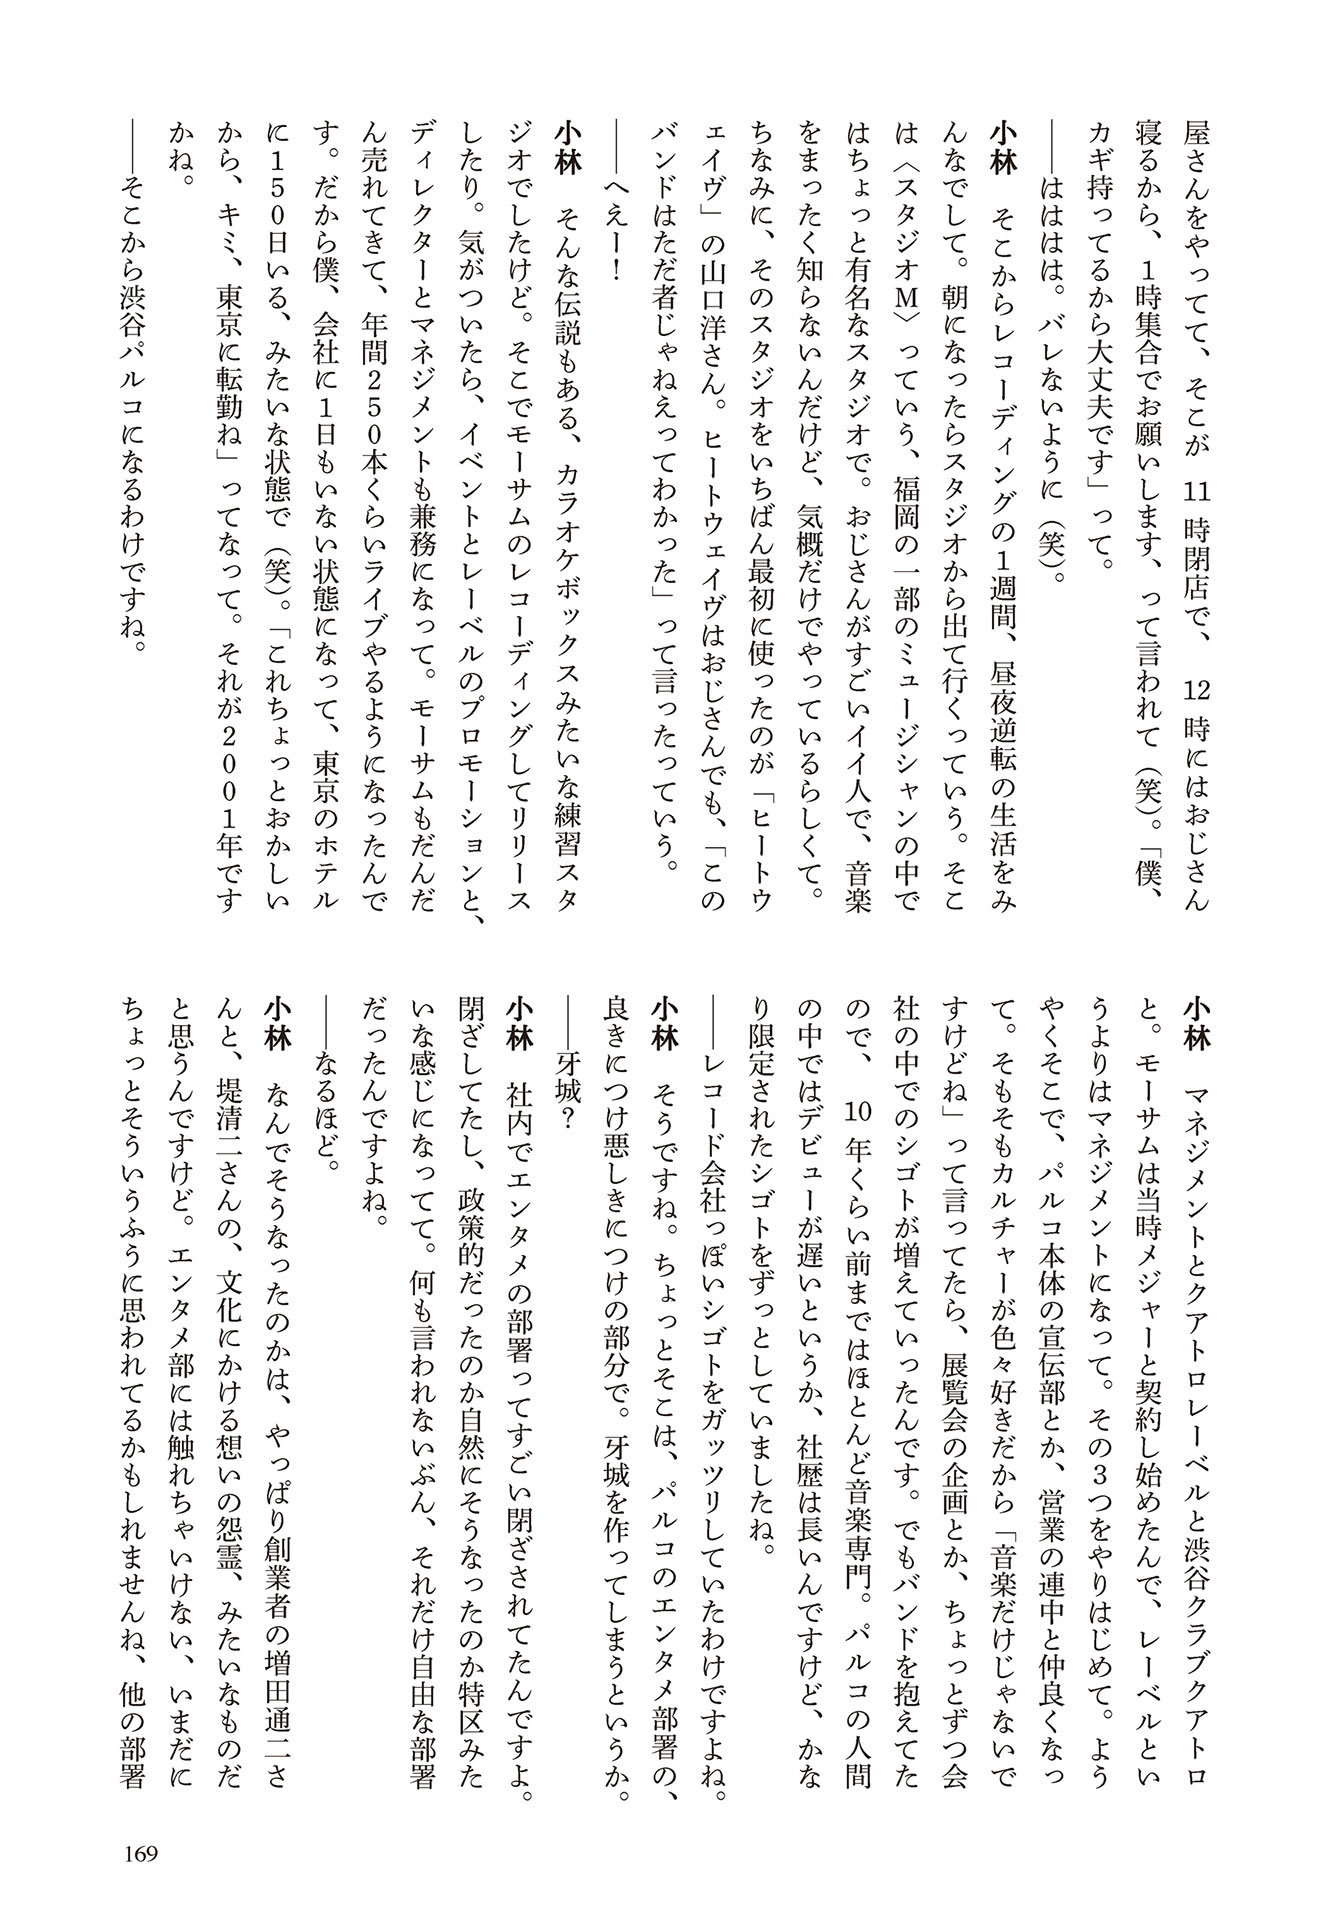 屋さんをやってて、そこが11時閉店で、12時にはおじさん
寝るから、１時集合でお願いします、って言われて（笑）。「僕、
カギ持ってるから大丈夫です」って。
――はははは。バレないように（笑）。
小林　そこからレコーディングの１週間、昼夜逆転の生活をみ
んなでして。朝になったらスタジオから出て行くっていう。そこ
は〈スタジオM〉っていう、福岡の一部のミュージシャンの中で
はちょっと有名なスタジオで。おじさんがすごいイイ人で、音楽
をまったく知らないんだけど、気概だけでやっているらしくて。
ちなみに、そのスタジオをいちばん最初に使ったのが「ヒートウ
ェイヴ」の山口洋さん。ヒートウェイヴはおじさんでも、「この
バンドはただ者じゃねえってわかった」って言ったっていう。
――へえー！
小林　そんな伝説もある、カラオケボックスみたいな練習スタ
ジオでしたけど。そこでモーサムのレコーディングしてリリース
したり。気がついたら、イベントとレーベルのプロモーションと、
ディレクターとマネジメントも兼務になって。モーサムもだんだ
ん売れてきて、年間２５０本くらいライブやるようになったんで
す。だから僕、会社に１日もいない状態になって、東京のホテル
に１５０日いる、みたいな状態で（笑）。「これちょっとおかしい
から、キミ、東京に転勤ね」ってなって。それが２００１年です
かね。
――そこから渋谷パルコになるわけですね。
小林　マネジメントとクアトロレーベルと渋谷クラブクアトロ
と。モーサムは当時メジャーと契約し始めたんで、レーベルとい
うよりはマネジメントになって。その３つをやりはじめて。よう
やくそこで、パルコ本体の宣伝部とか、営業の連中と仲良くなっ
て。そもそもカルチャーが色々好きだから「音楽だけじゃないで
すけどね」って言ってたら、展覧会の企画とか、ちょっとずつ会
社の中でのシゴトが増えていったんです。でもバンドを抱えてた
ので、10年くらい前まではほとんど音楽専門。パルコの人間
の中ではデビューが遅いというか、社歴は長いんですけど、かな
り限定されたシゴトをずっとしていましたね。
――レコード会社っぽいシゴトをガッツリしていたわけですよね。
小林　そうですね。ちょっとそこは、パルコのエンタメ部署の、
良きにつけ悪しきにつけの部分で。牙城を作ってしまうというか。
――牙城？
小林　社内でエンタメの部署ってすごい閉ざされてたんですよ。
閉ざしてたし、政策的だったのか自然にそうなったのか特区みた
いな感じになってて。何も言われないぶん、それだけ自由な部署
だったんですよね。
――なるほど。
小林　なんでそうなったのかは、やっぱり創業者の増田通二さ
んと、堤清二さんの、文化にかける想いの怨霊、みたいなものだ
と思うんですけど。エンタメ部には触れちゃいけない、いまだに
ちょっとそういうふうに思われてるかもしれませんね、他の部署
169